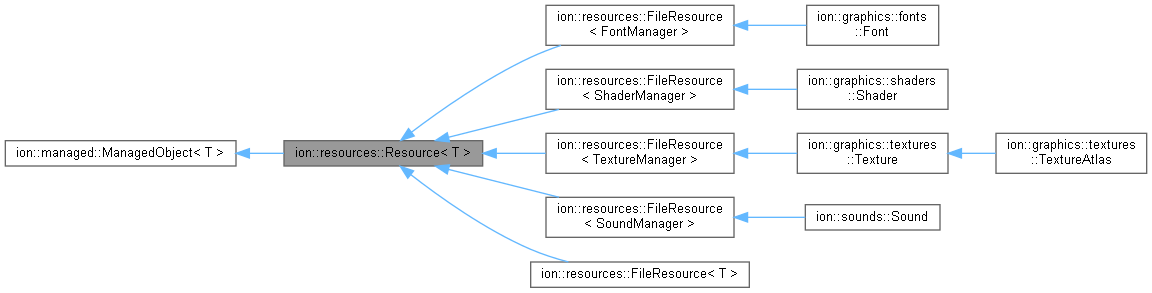 ion::managed::ManagedObject< T >
ion::resources::Resource< T >
ion::resources::FileResource
< FontManager >
ion::graphics::fonts
::Font
ion::resources::FileResource
< ShaderManager >
ion::graphics::shaders
::Shader
ion::resources::FileResource
< TextureManager >
ion::graphics::textures
::Texture
ion::graphics::textures
::TextureAtlas
ion::resources::FileResource
< SoundManager >
ion::sounds::Sound
ion::resources::FileResource< T >